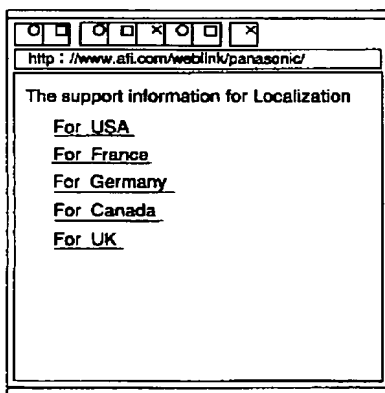 http : //www.afi.com/weblink/panasonic/
The support information for Localization
For USA
For France
For Germany
For Canada
For UK